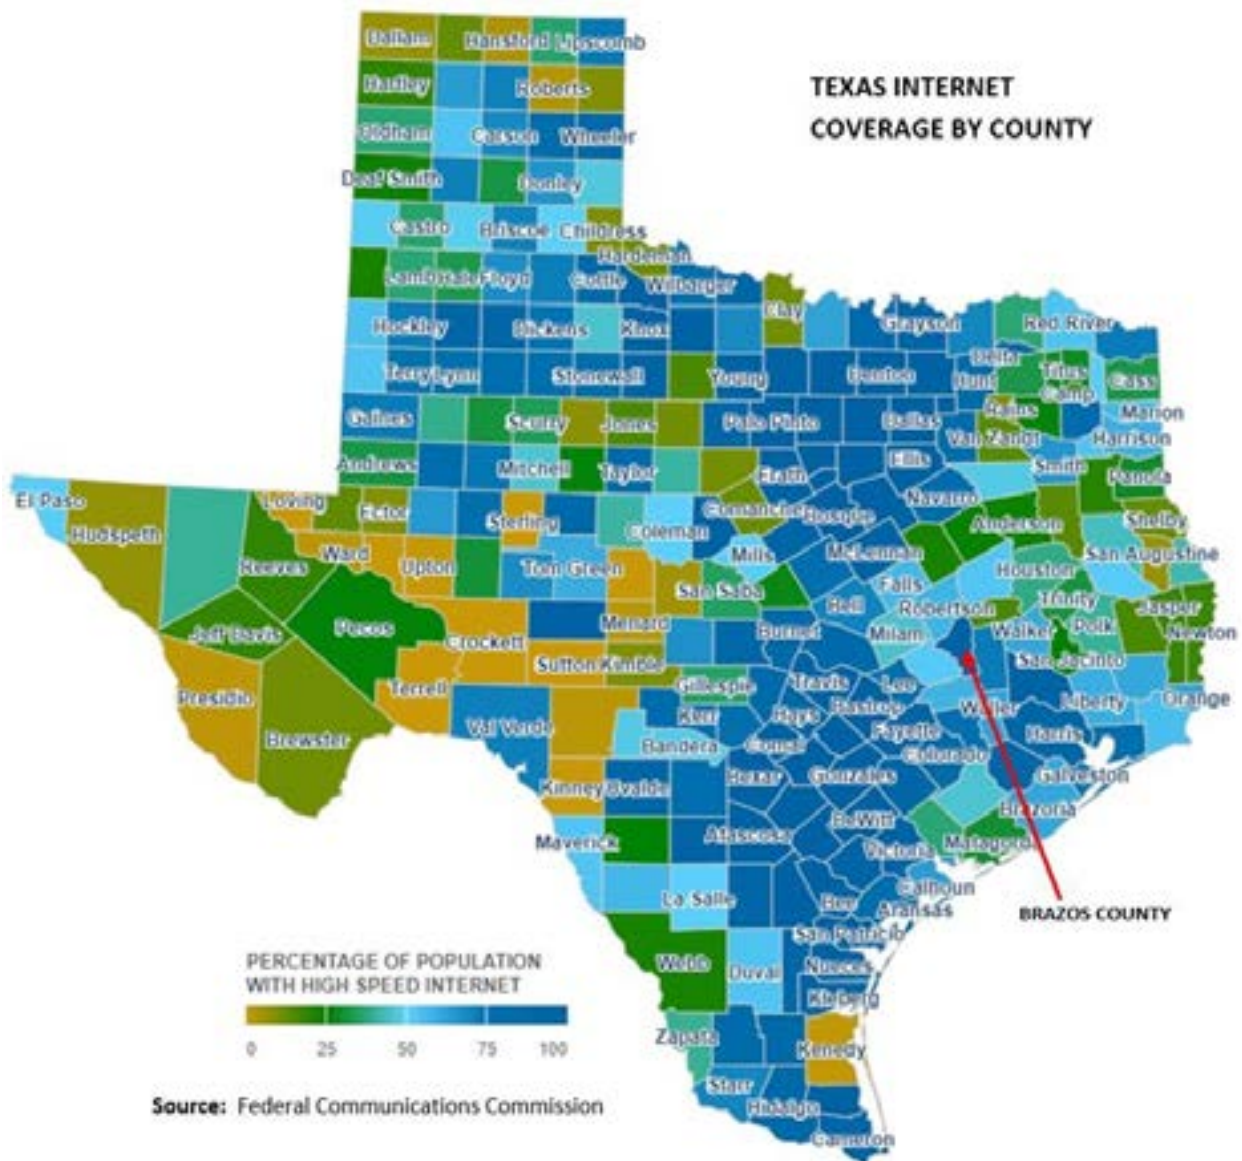 TEXAS INTERNET
COVERAGE BY COUNTY
Dallam
Hansford
Lipscomb
Hartley
Roberts
Oldham
Carson
Wheeler
Deaf Smith
Donley
Castro
Briscoe
Childress
Hardeman
Lamb
Hale
Floyd
Cottle
Wilbarger
Clay
Hockley
Dickens
Knox
Grayson
Red River
Terry
Lynn
Stonewall
Young
Denton
Hunt
Delta
Titus
Camp
Cass
Gaines
Scurry
Jones
Palo Pinto
Dallas
Rains
Van Zandt
Marion
Harrison
Andrews
Mitchell
Taylor
Erath
Ellis
Smith
Panola
El Paso
Hudspeth
Loving
Ector
Sterling
Coleman
Comanche
Bosque
Navarro
Anderson
Shelby
Reeves
Ward
Upton
Tom Green
Mills
McLennan
Falls
Houston
San Augustine
San Saba
Bell
Robertson
Trinity
Jasper
Jeff Davis
Pecos
Crockett
Menard
Burnet
Milam
Walker
Polk
Newton
Presidio
Terrell
Sutton
Kimble
Gillespie
Travis
Lee
San Jacinto
Brewster
Val Verde
Kerr
Hays
Bastrop
Waller
Liberty
Orange
Bandera
Comal
Fayette
Colorado
Harris
Kinney
Uvalde
Bexar
Gonzales
Galveston
Brazoria
Maverick
Atascosa
DeWitt
Victoria
Matagorda
La Salle
Bee
Calhoun
Aransas
BRAZOS COUNTY
San Patricio
Webb
Duval
Nueces
Kleberg
Zapata
Kenedy
Starr
Hidalgo
Cameron
PERCENTAGE OF POPULATION
WITH HIGH SPEED INTERNET
0 25 50 75 100
Source: Federal Communications Commission